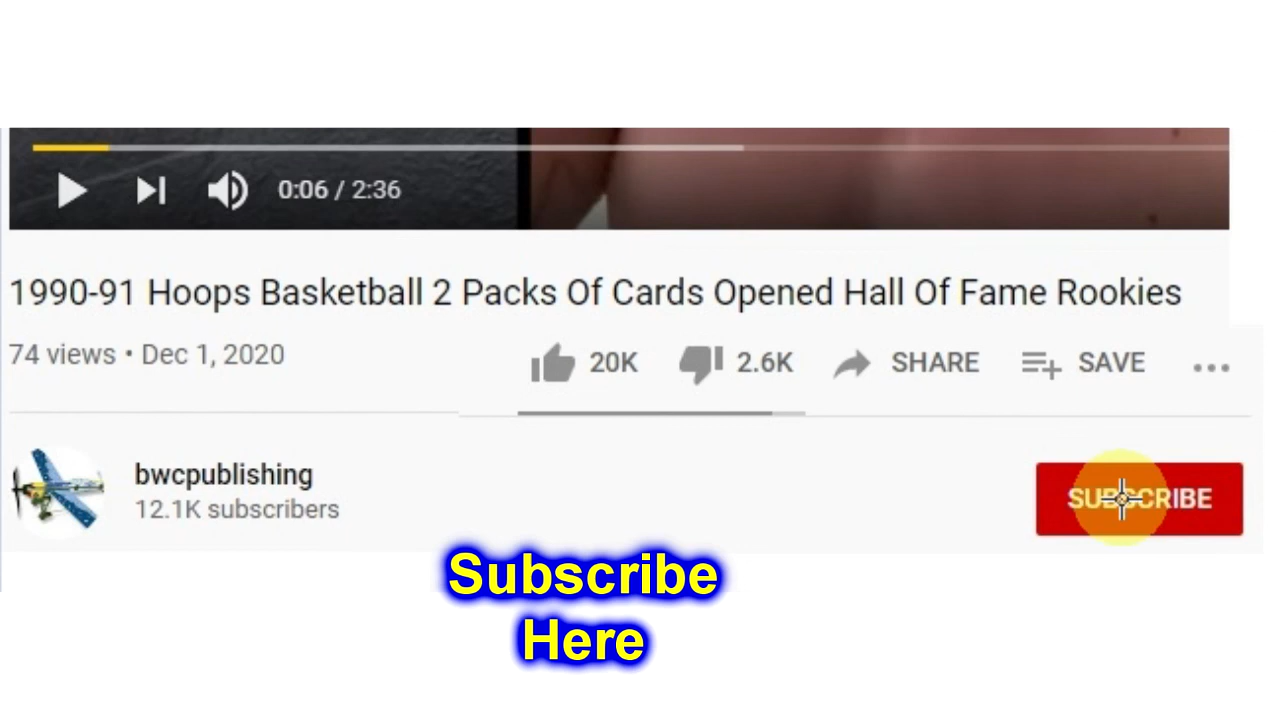 0:06 / 2:36
1990-91 Hoops Basketball 2 Packs Of Cards Opened Hall Of Fame Rookies
74 views • Dec 1, 2020
20K 2.6K SHARE SAVE
bwcpublishing
12.1K subscribers
SUBSCRIBE
Subscribe
Here